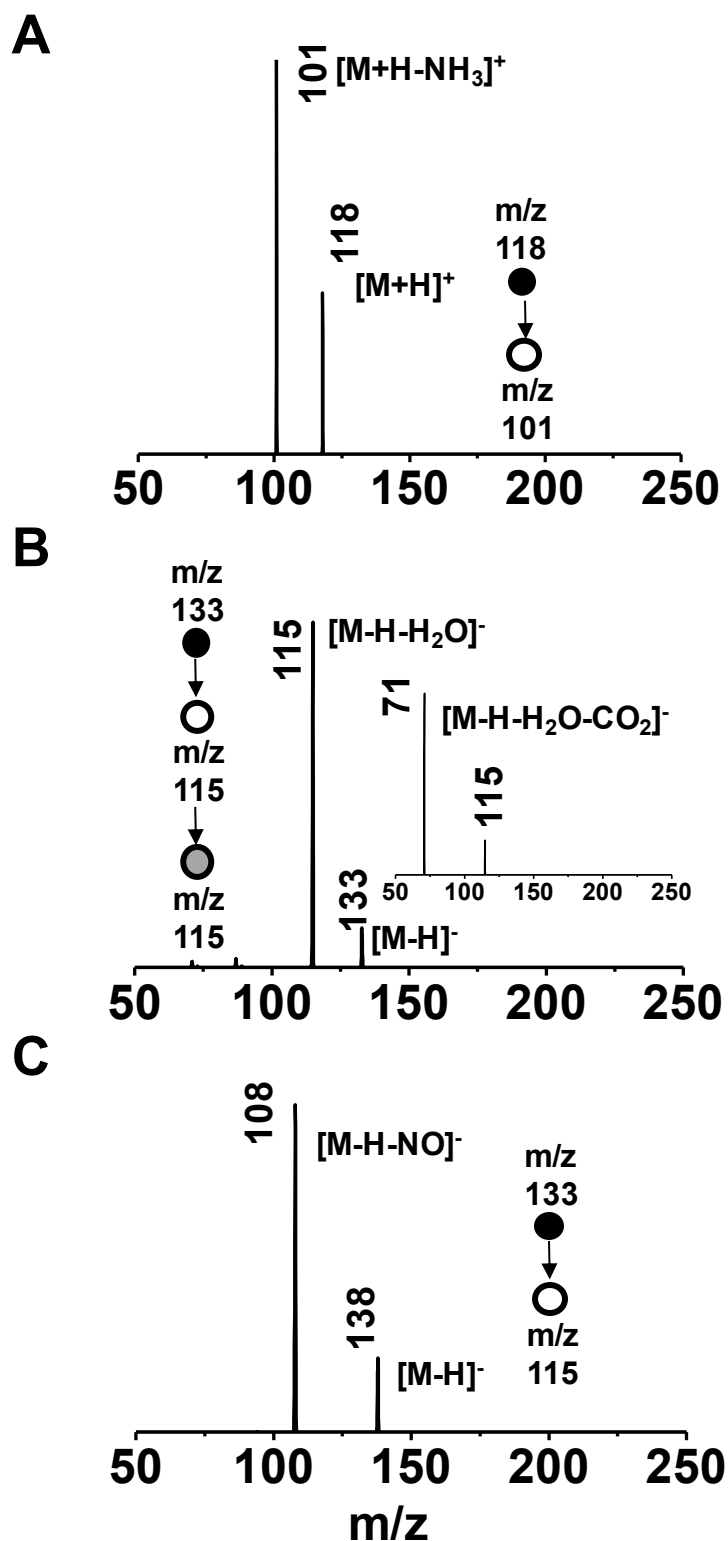 A
101
[M+H-NH₃]⁺
118
[M+H]⁺
m/z
118
m/z
101
50 100 150 200 250
B
m/z
133
m/z
115
m/z
115
115
[M-H-H₂O]⁻
71
[M-H-H₂O-CO₂]⁻
115
50 100 150 200 250
133
[M-H]⁻
50 100 150 200 250
C
108
[M-H-NO]⁻
138
[M-H]⁻
m/z
133
m/z
115
50 100 150 200 250
m/z